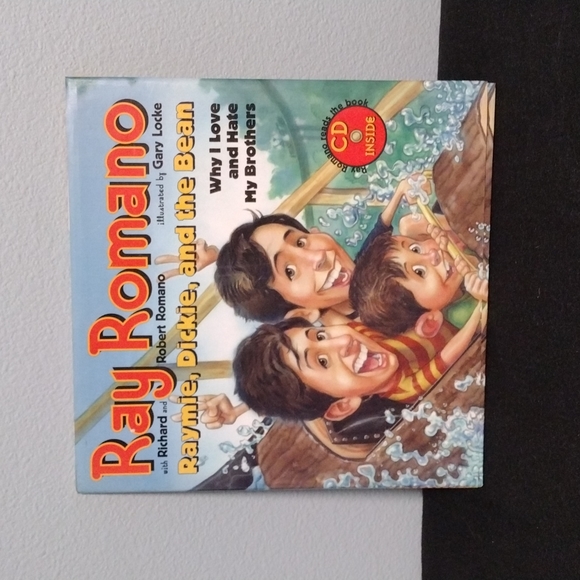 Ray Romano
with Richard and Robert Romano
illustrated by Gary Locke
Raymie, Dickie, and the Bean
Why I Love
and Hate
My Brothers
Ray Romano reads the book
CD
INSIDE